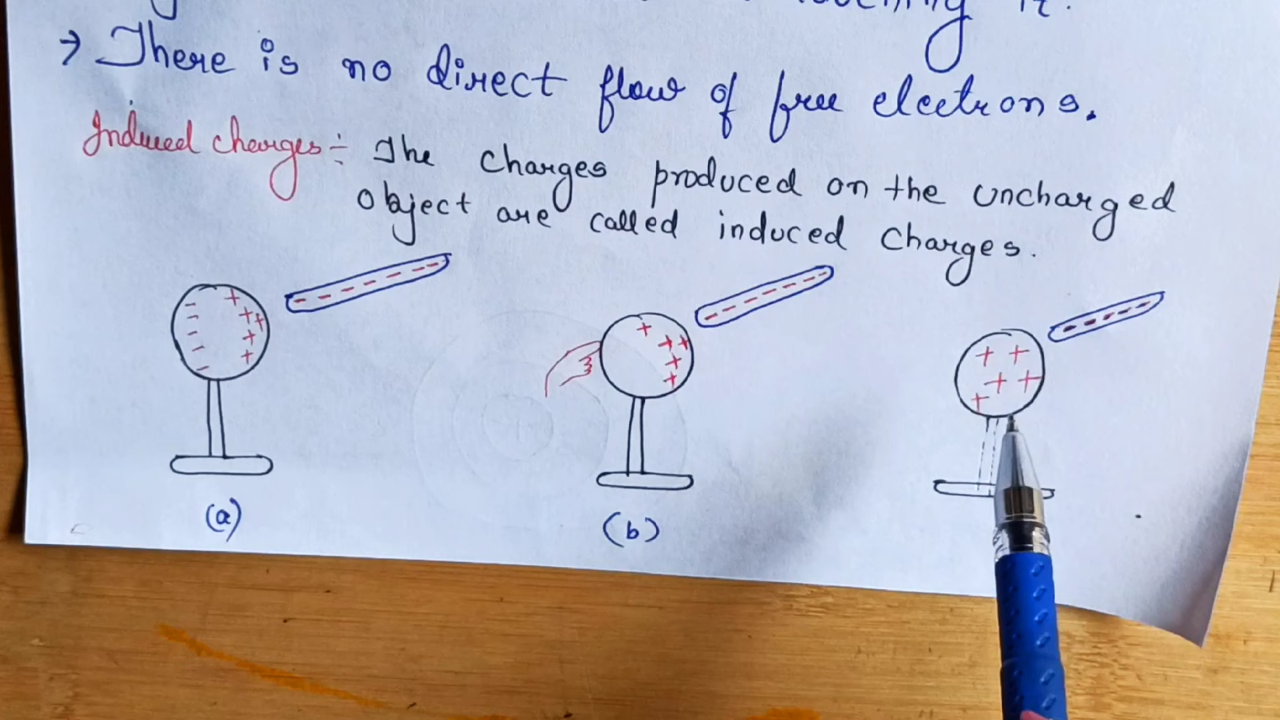 it.
→ There is no direct flow of free electrons.
Induced charges ÷ The charges produced on the uncharged
object are called induced charges.
(a) (b)